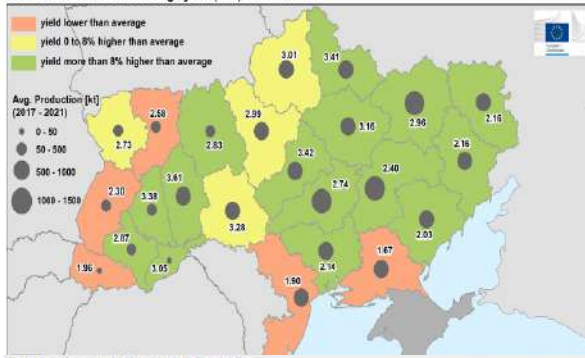 yield lower than average
yield 0 to 8% higher than average
yield more than 8% higher than average
Avg. Production [kt]
(2017 - 2021)
0 - 50
50 - 500
500 - 1000
1000 - 1500
3.01
3.41
2.58
2.73
2.83
2.99
3.16
2.96
2.16
2.16
3.42
2.30
3.38
3.61
2.74
2.40
3.28
2.03
2.87
1.96
3.05
2.14
1.67
1.90